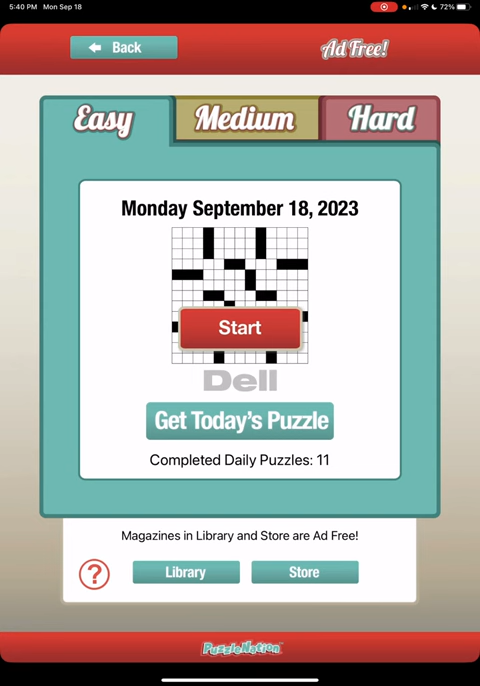 5:40 PM Mon Sep 18
72%
Back
Ad Free!
Easy
Medium
Hard
Monday September 18, 2023
Start
Dell
Get Today's Puzzle
Completed Daily Puzzles: 11
Magazines in Library and Store are Ad Free!
?
Library
Store
PuzzleNation